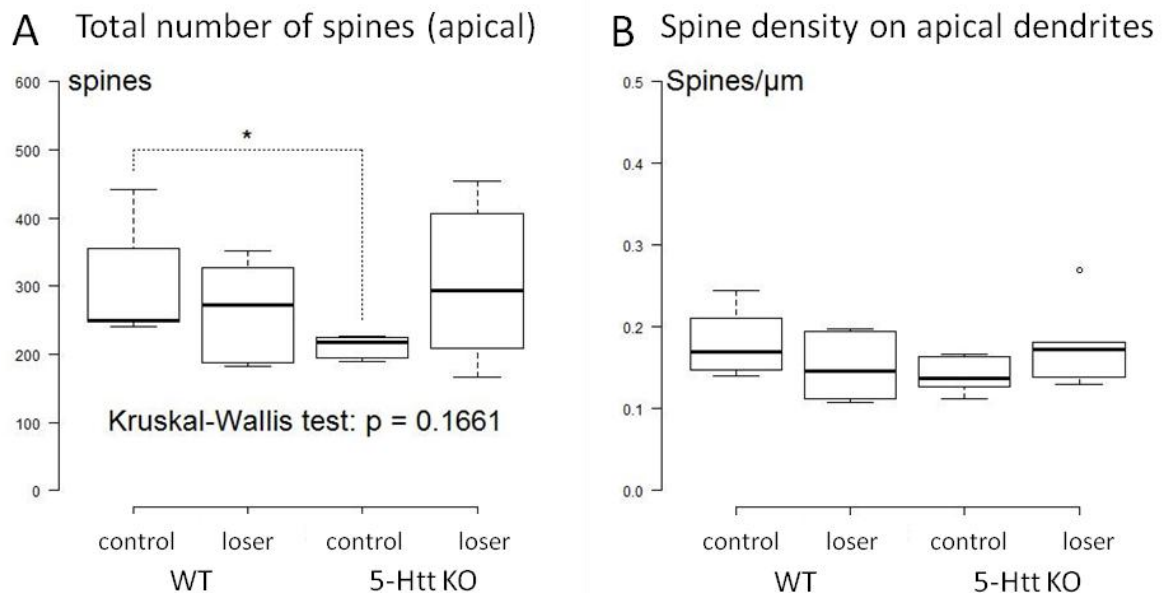 A Total number of spines (apical)
600
spines
500
*
400
300
200
100
Kruskal-Wallis test: p = 0.1661
0
control loser control loser
WT 5-Htt KO
B Spine density on apical dendrites
0.5
Spines/µm
0.4
0.3
0.2
0.1
0.0
control loser control loser
WT 5-Htt KO